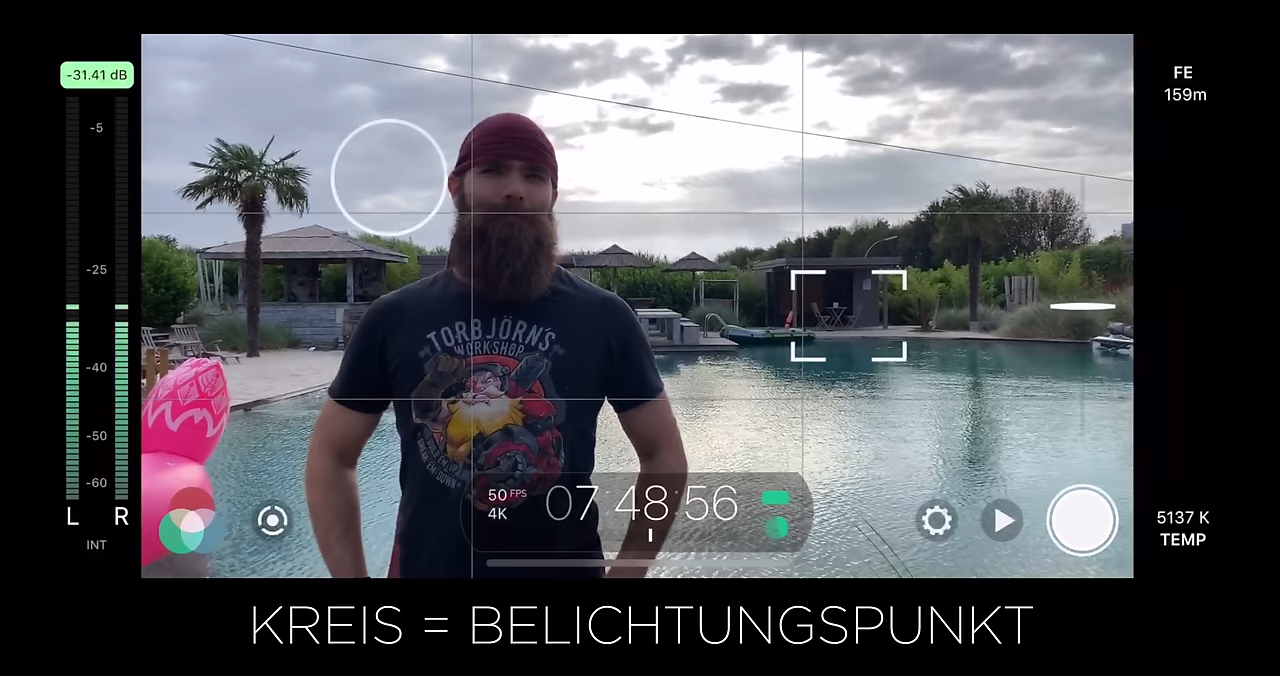 -31.41 dB
-5
-25
-40
-50
-60
L R
INT
FE
159m
TORBJÖRN'S
WORKSHOP
50 FPS
4K
07:48:56
5137 K
TEMP
KREIS = BELICHTUNGSPUNKT